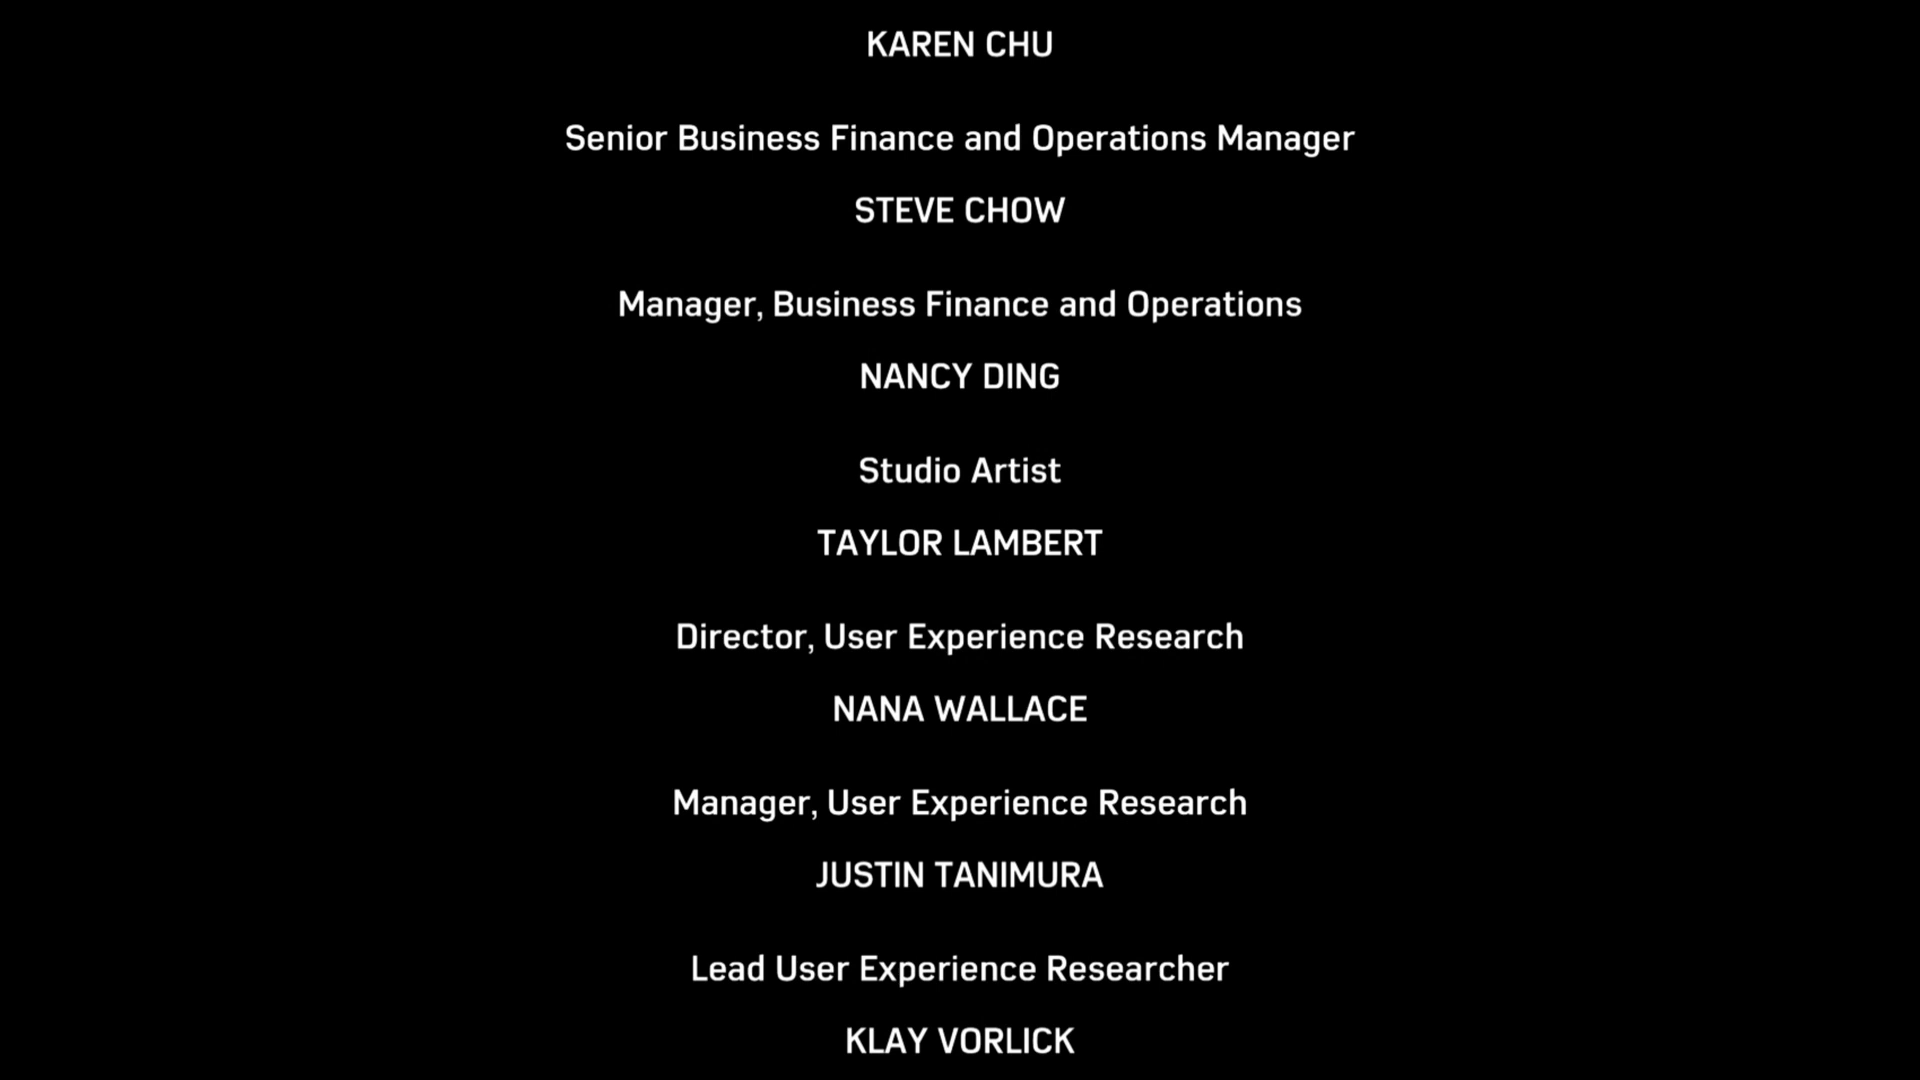 KAREN CHU
Senior Business Finance and Operations Manager
STEVE CHOW
Manager, Business Finance and Operations
NANCY DING
Studio Artist
TAYLOR LAMBERT
Director, User Experience Research
NANA WALLACE
Manager, User Experience Research
JUSTIN TANIMURA
Lead User Experience Researcher
KLAY VORLICK